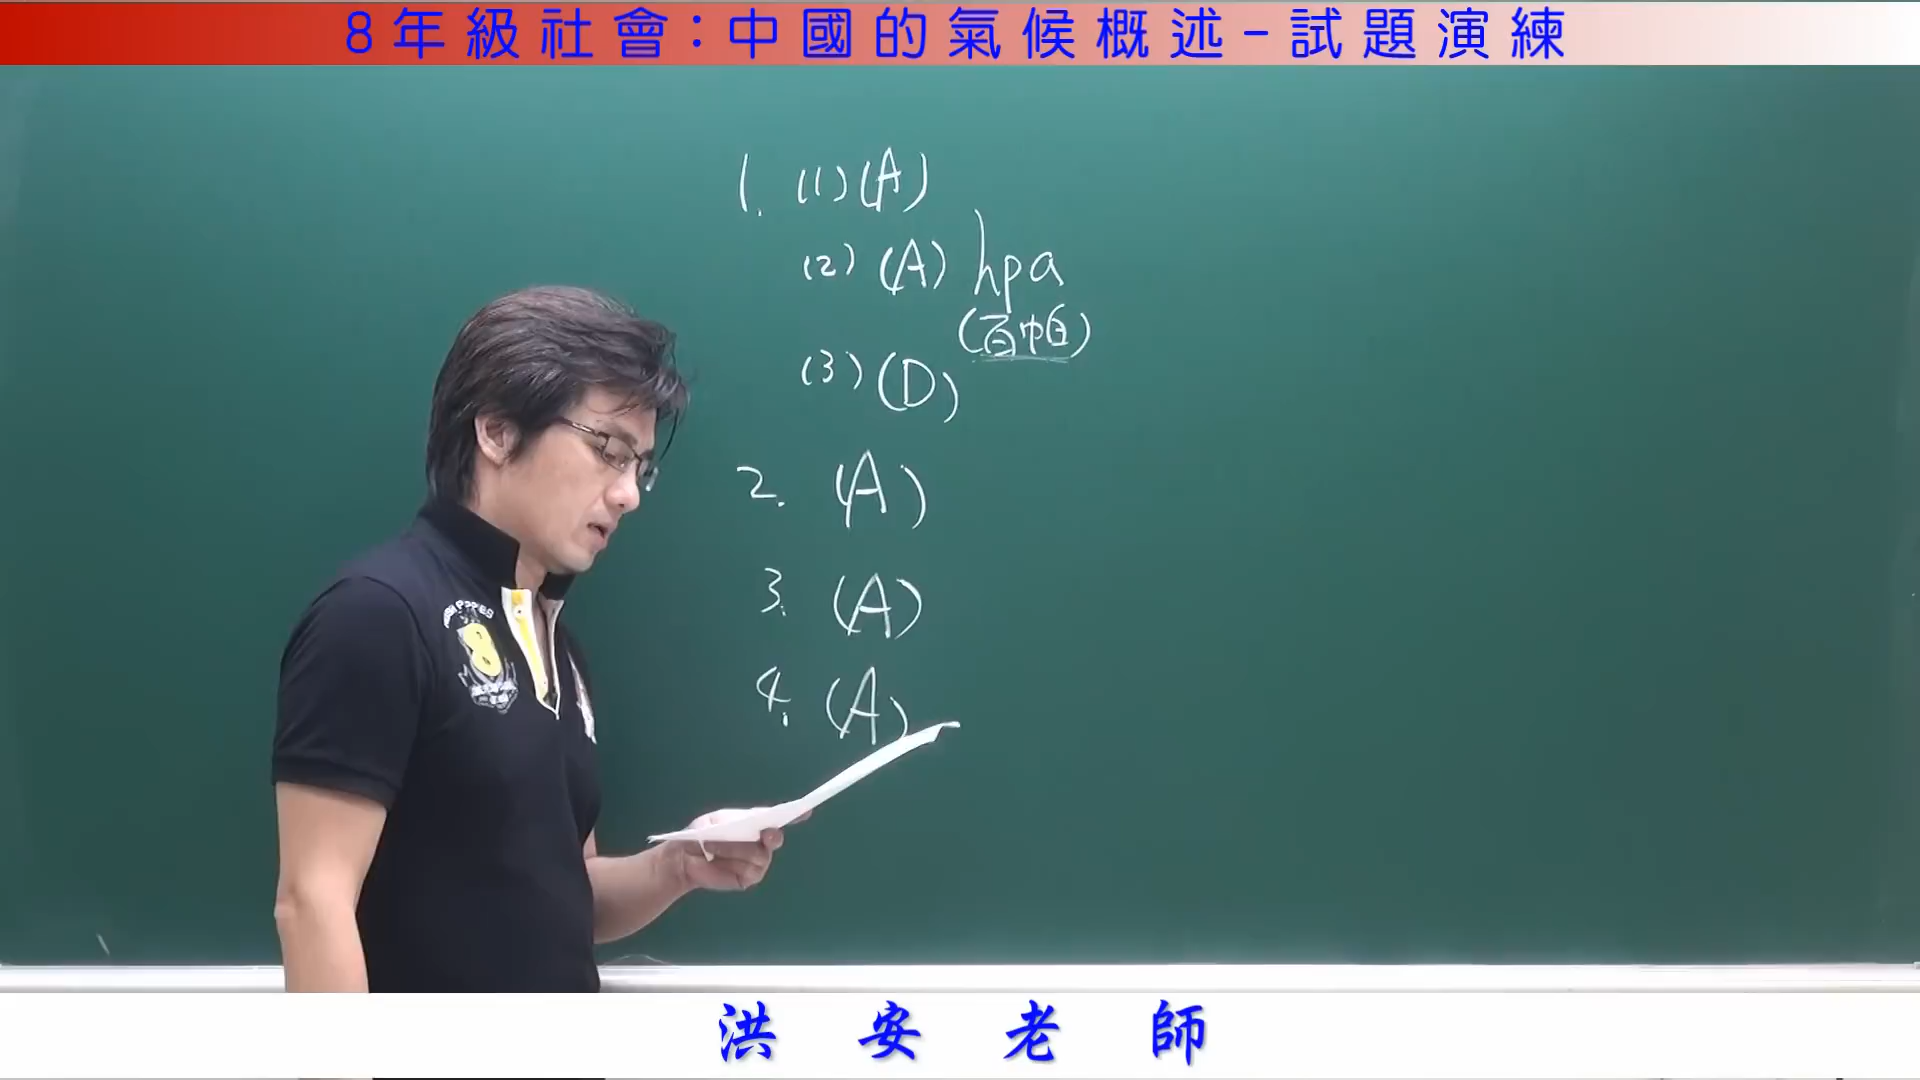 8年級社會:中國的氣候概述-試題演練
1. (1)(A)
(2)(A) hpa
(百帕)
(3)(D)
2. (A)
3. (A)
4. (A)
8
洪安老師